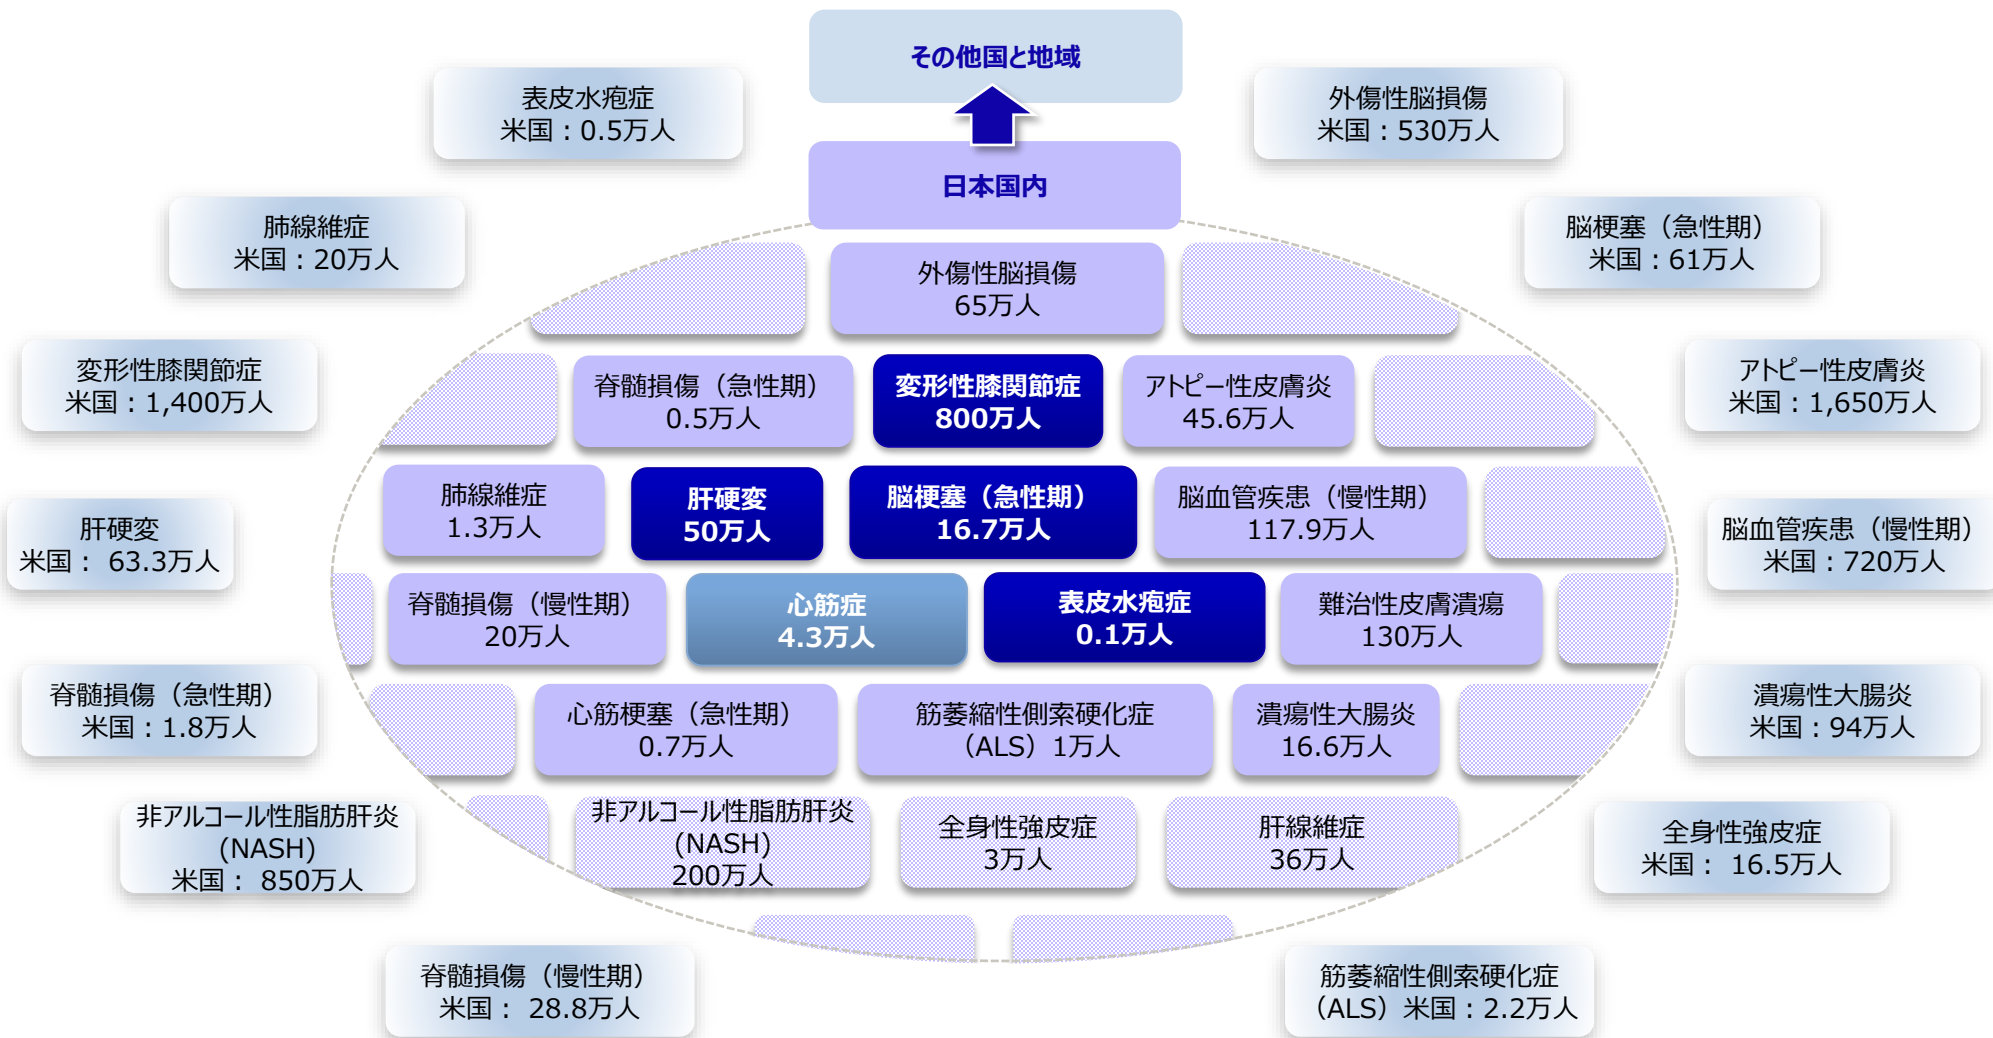 その他国と地域
表皮水疱症
米国：0.5万人
外傷性脳損傷
米国：530万人
日本国内
肺線維症
米国：20万人
脳梗塞（急性期）
米国：61万人
外傷性脳損傷
65万人
変形性膝関節症
米国：1,400万人
脊髄損傷（急性期）
0.5万人
変形性膝関節症
800万人
アトピー性皮膚炎
45.6万人
アトピー性皮膚炎
米国：1,650万人
肺線維症
1.3万人
肝硬変
50万人
脳梗塞（急性期）
16.7万人
脳血管疾患（慢性期）
117.9万人
肝硬変
米国： 63.3万人
脳血管疾患（慢性期）
米国：720万人
脊髄損傷（慢性期）
20万人
心筋症
4.3万人
表皮水疱症
0.1万人
難治性皮膚潰瘍
130万人
脊髄損傷（急性期）
米国：1.8万人
心筋梗塞（急性期）
0.7万人
筋萎縮性側索硬化症
（ALS）1万人
潰瘍性大腸炎
16.6万人
潰瘍性大腸炎
米国：94万人
非アルコール性脂肪肝炎
(NASH)
米国： 850万人
非アルコール性脂肪肝炎
(NASH)
200万人
全身性強皮症
3万人
肝線維症
36万人
全身性強皮症
米国： 16.5万人
脊髄損傷（慢性期）
米国： 28.8万人
筋萎縮性側索硬化症
（ALS）米国：2.2万人